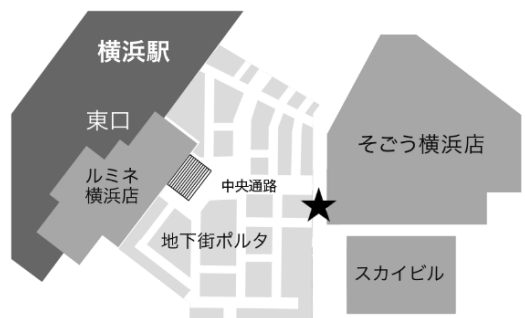 横浜駅
東口
ルミネ
横浜店
中央通路
地下街ポルタ
そごう横浜店
スカイビル